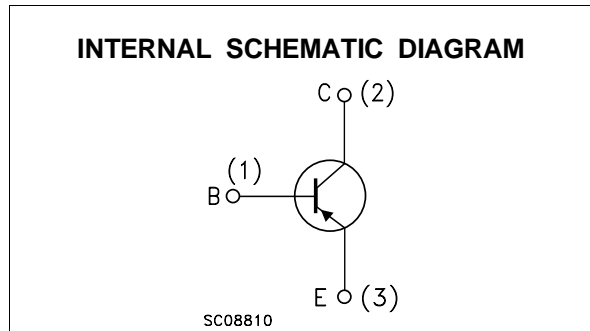 INTERNAL SCHEMATIC DIAGRAM
C (2)
(1)
B
E (3)
SC08810